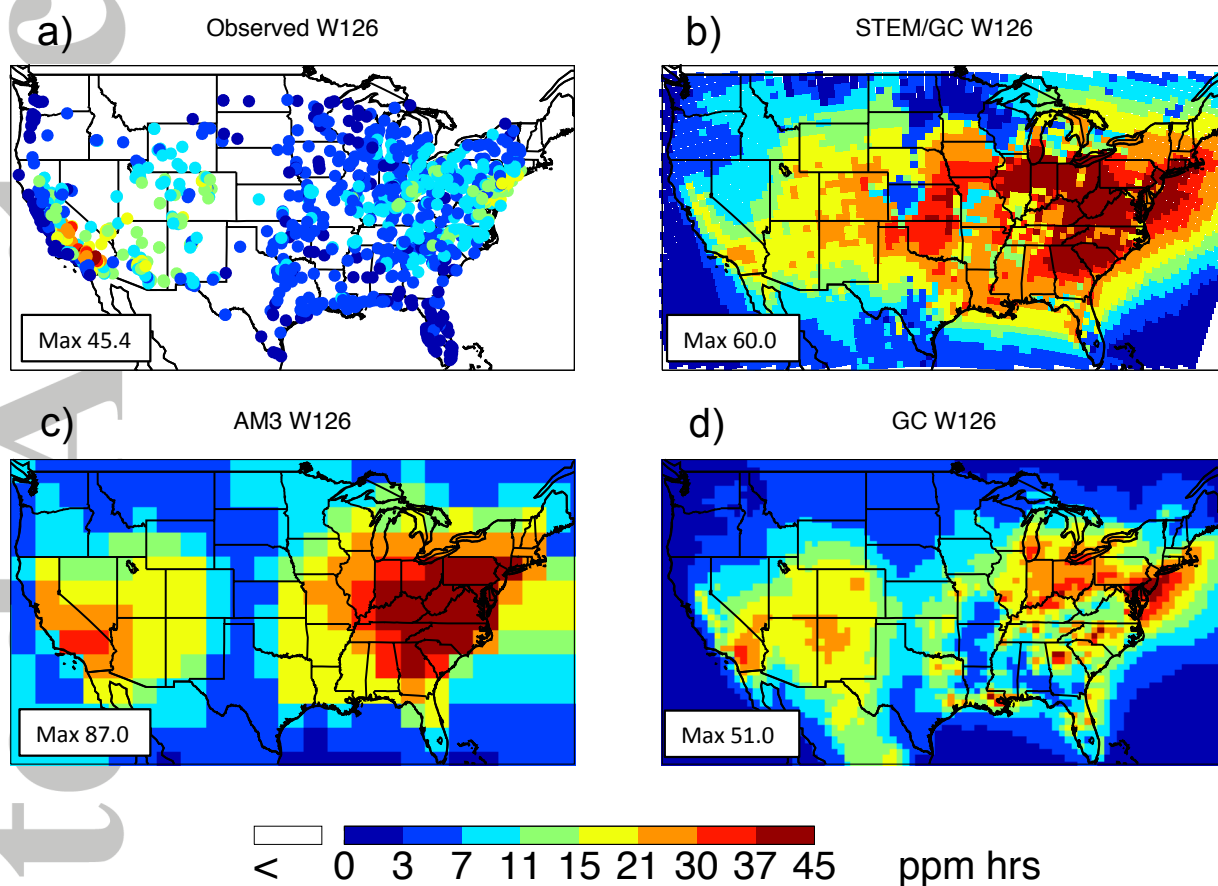 a)
Observed W126
b)
STEM/GC W126
Max 45.4
Max 60.0
c)
AM3 W126
d)
GC W126
Max 87.0
Max 51.0
< 0 3 7 11 15 21 30 37 45 ppm hrs